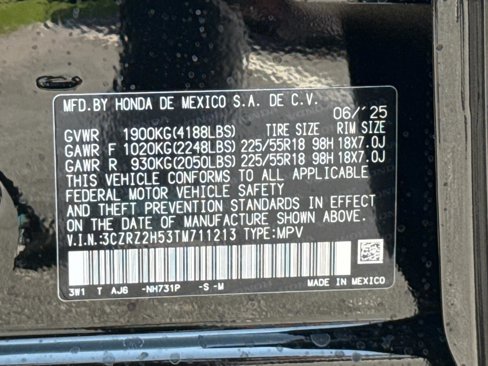 MFD.BY HONDA DE MEXICO S.A. DE C.V.
06/'25
GVWR 1900KG(4188LBS) TIRE SIZE RIM SIZE
GAWR F 1020KG(2248LBS) 225/55R18 98H 18X7.0J
GAWR R 930KG(2050LBS) 225/55R18 98H 18X7.0J
THIS VEHICLE CONFORMS TO ALL APPLICABLE
FEDERAL MOTOR VEHICLE SAFETY
AND THEFT PREVENTION STANDARDS IN EFFECT
ON THE DATE OF MANUFACTURE SHOWN ABOVE.
V.I.N.:3CZRZ2H53TM711213 TYPE:MPV
3W1 T AJ6 -NH731P -S -M MADE IN MEXICO